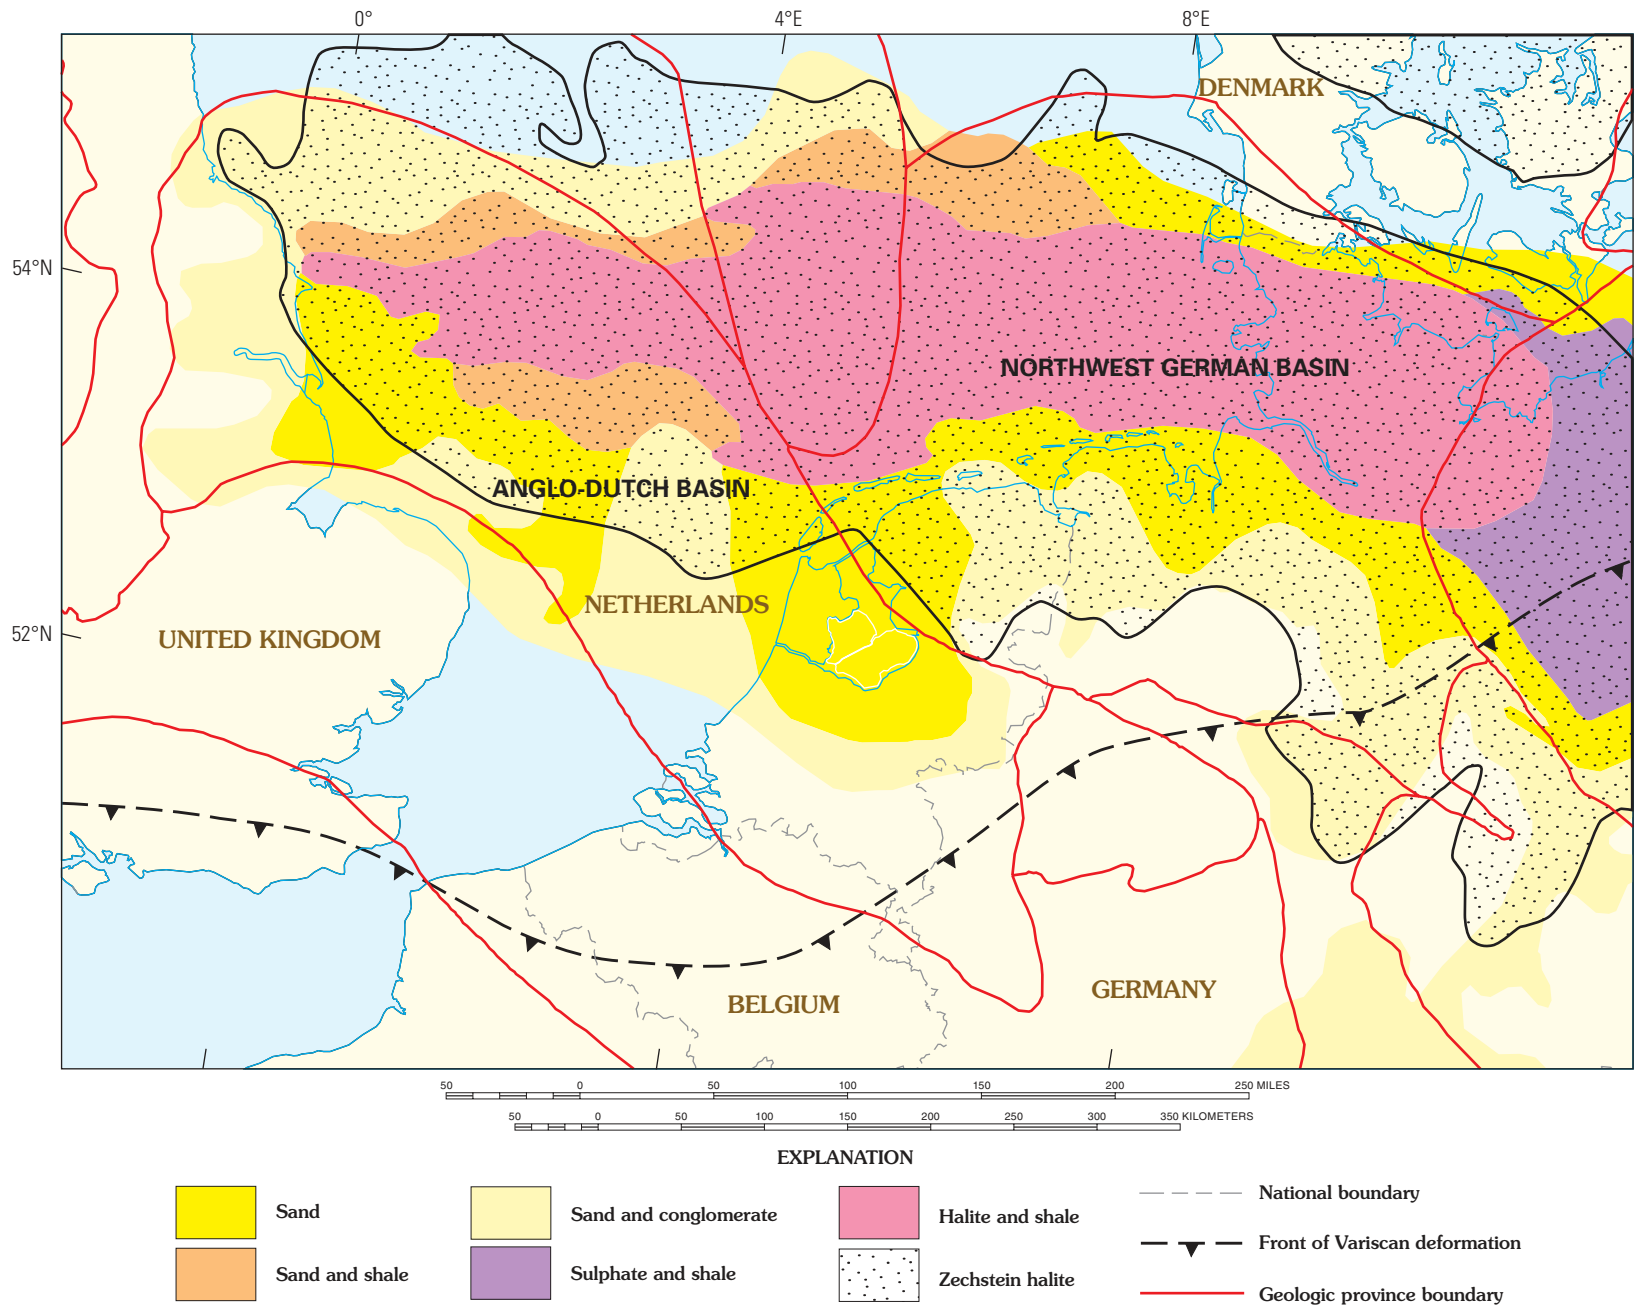 0°
4°E
8°E
DENMARK
54°N
NORTHWEST GERMAN BASIN
ANGLO-DUTCH BASIN
NETHERLANDS
52°N
UNITED KINGDOM
GERMANY
BELGIUM
50 0 50 100 150 200 250 MILES
50 0 50 100 150 200 250 300 350 KILOMETERS
EXPLANATION
Sand
Sand and conglomerate
Halite and shale
National boundary
Front of Variscan deformation
Sand and shale
Sulphate and shale
Zechstein halite
Geologic province boundary